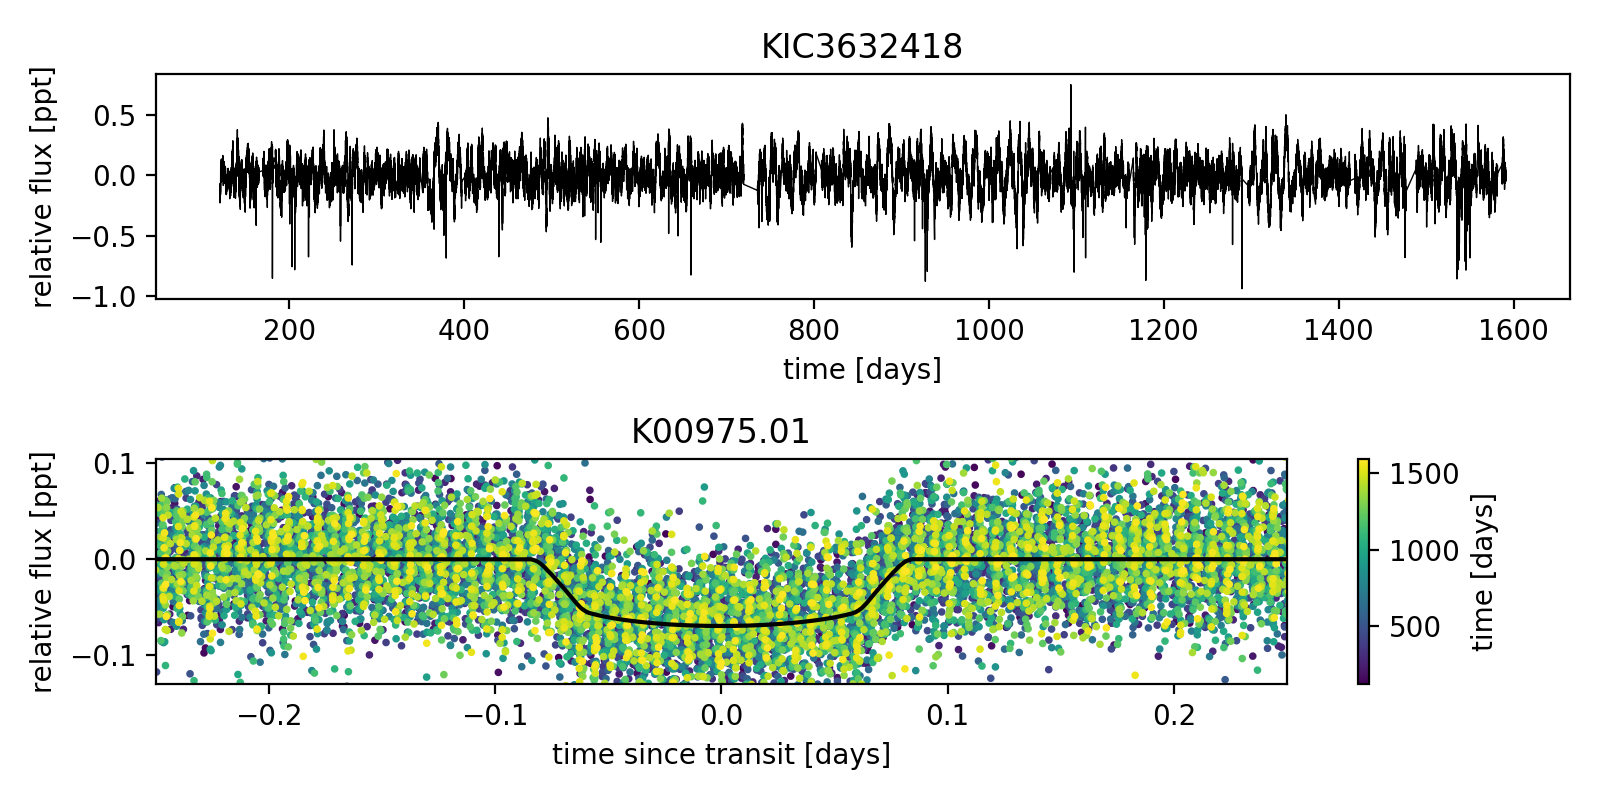 KIC3632418
relative flux [ppt]
0.5
0.0
−0.5
−1.0
200 400 600 800 1000 1200 1400 1600
time [days]
K00975.01
relative flux [ppt]
0.1
0.0
−0.1
−0.2 −0.1 0.0 0.1 0.2
time since transit [days]
1500
1000
500
time [days]